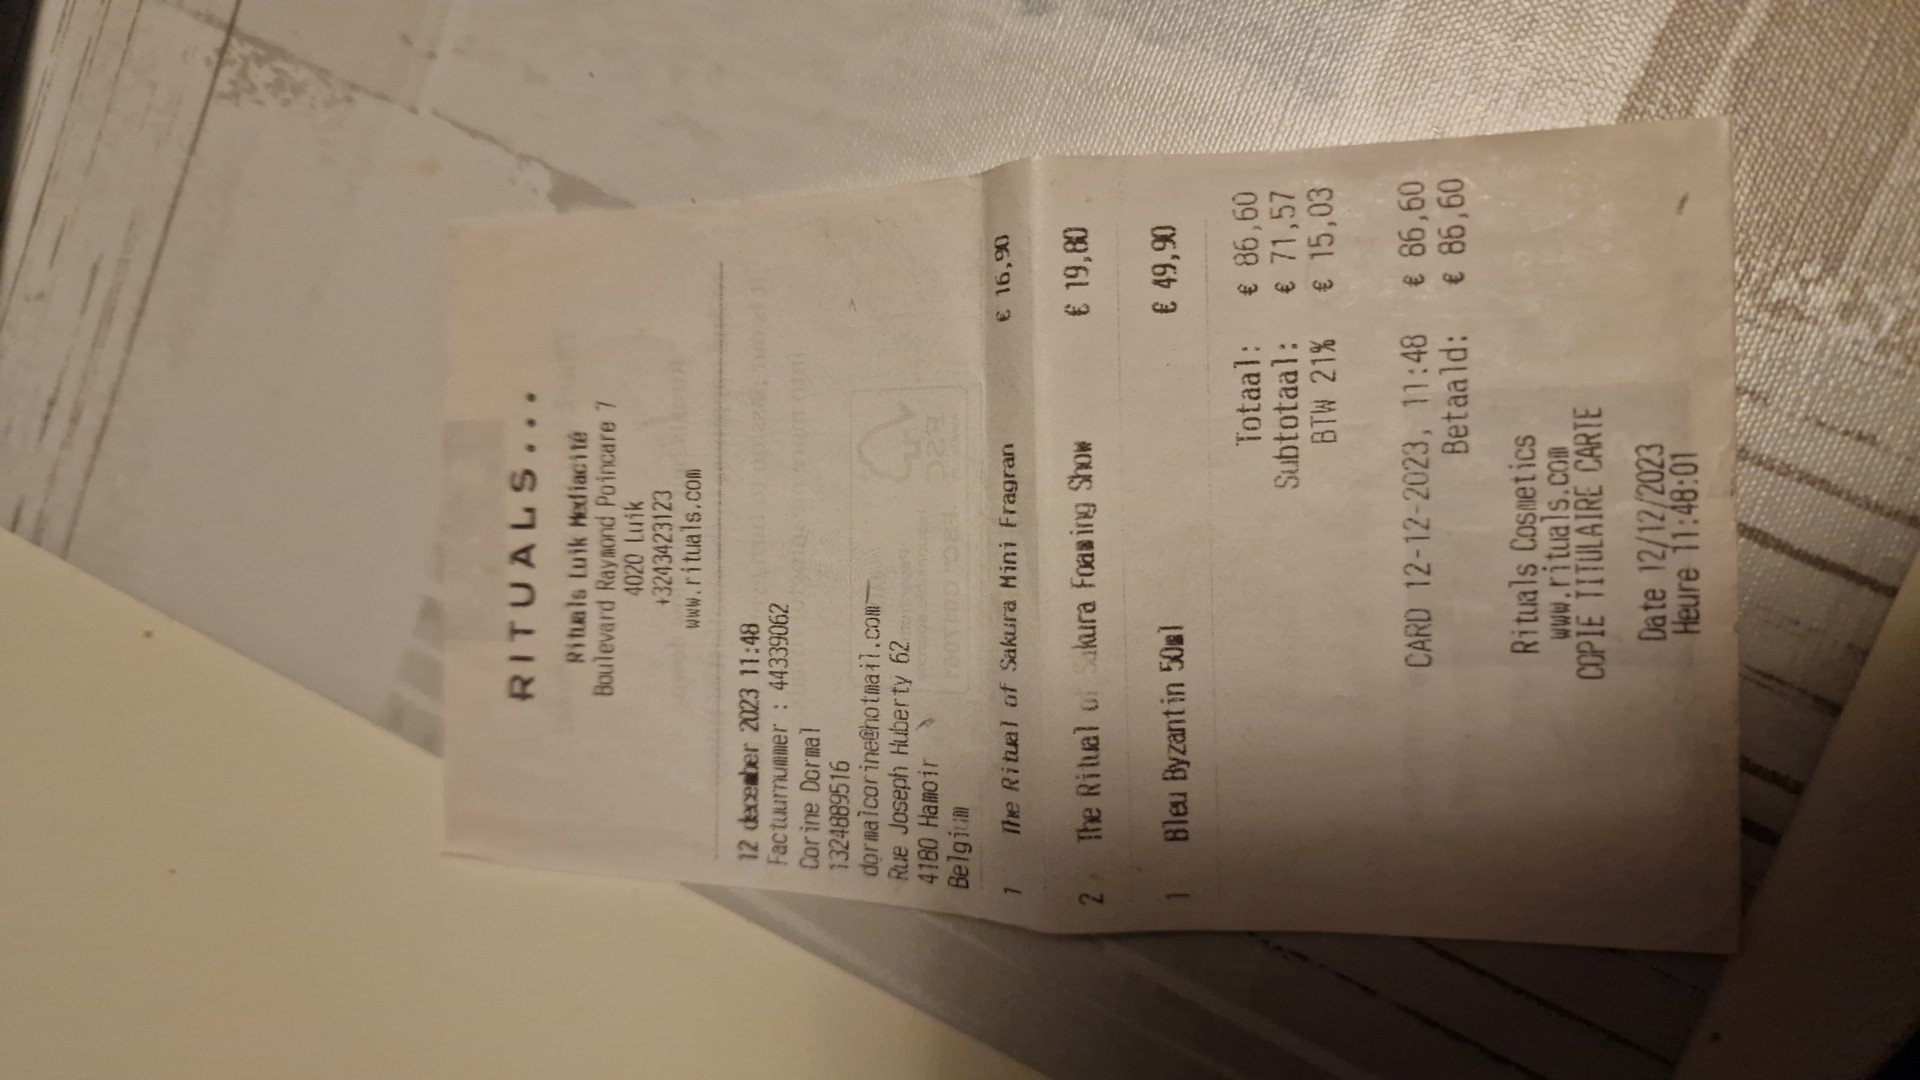 RITUALS...
Rituals Luik Mediacité
Boulevard Raymond Poincare 7
4020 Luik
+3243423123
www.rituals.com
12 december 2023 11:48
Factuurnummer : 44339062
Corine Dormal
1324889516
dormalcorine@hotmail.com
Rue Joseph Huberty 62
4180 Hamoir
Belgium
1 The Ritual of Sakura Mini Fragran € 16,90
2 The Ritual of Sakura Foaming Show € 19,80
1 Bleu Byzantin 50ml € 49,90
Totaal: € 86,60
Subtotaal: € 71,57
BTW 21% € 15,03
CARD 12-12-2023, 11:48 € 86,60
Betaald: € 86,60
Rituals Cosmetics
www.rituals.com
COPIE TITULAIRE CARTE
Date 12/12/2023
Heure 11:48:01